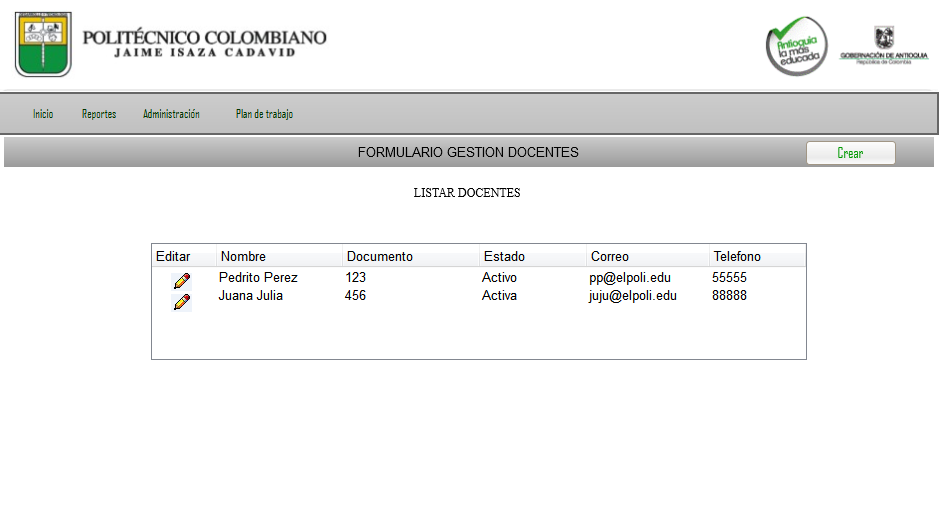 POLITÉCNICO COLOMBIANO
JAIME ISAZA CADAVID
Antioquia
la más
educada
GOBERNACIÓN DE ANTIOQUIA
República de Colombia
Inicio Reportes Administración Plan de trabajo
FORMULARIO GESTION DOCENTES Crear
LISTAR DOCENTES
Editar Nombre Documento Estado Correo Telefono
Pedrito Perez 123 Activo pp@elpoli.edu 55555
Juana Julia 456 Activa juju@elpoli.edu 88888